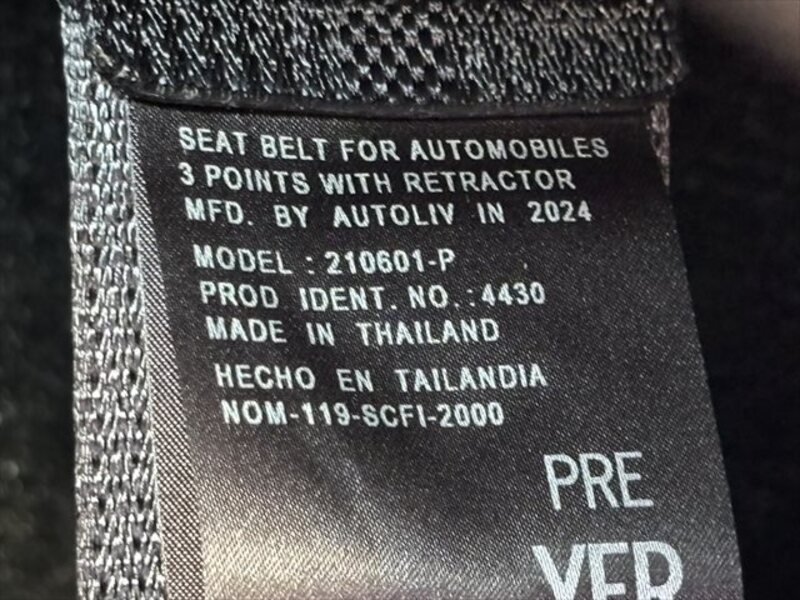 SEAT BELT FOR AUTOMOBILES
3 POINTS WITH RETRACTOR
MFD. BY AUTOLIV IN 2024
MODEL : 210601-P
PROD IDENT. NO.:4430
MADE IN THAILAND
HECHO EN TAILANDIA
NOM-119-SCFI-2000
PRE
YER